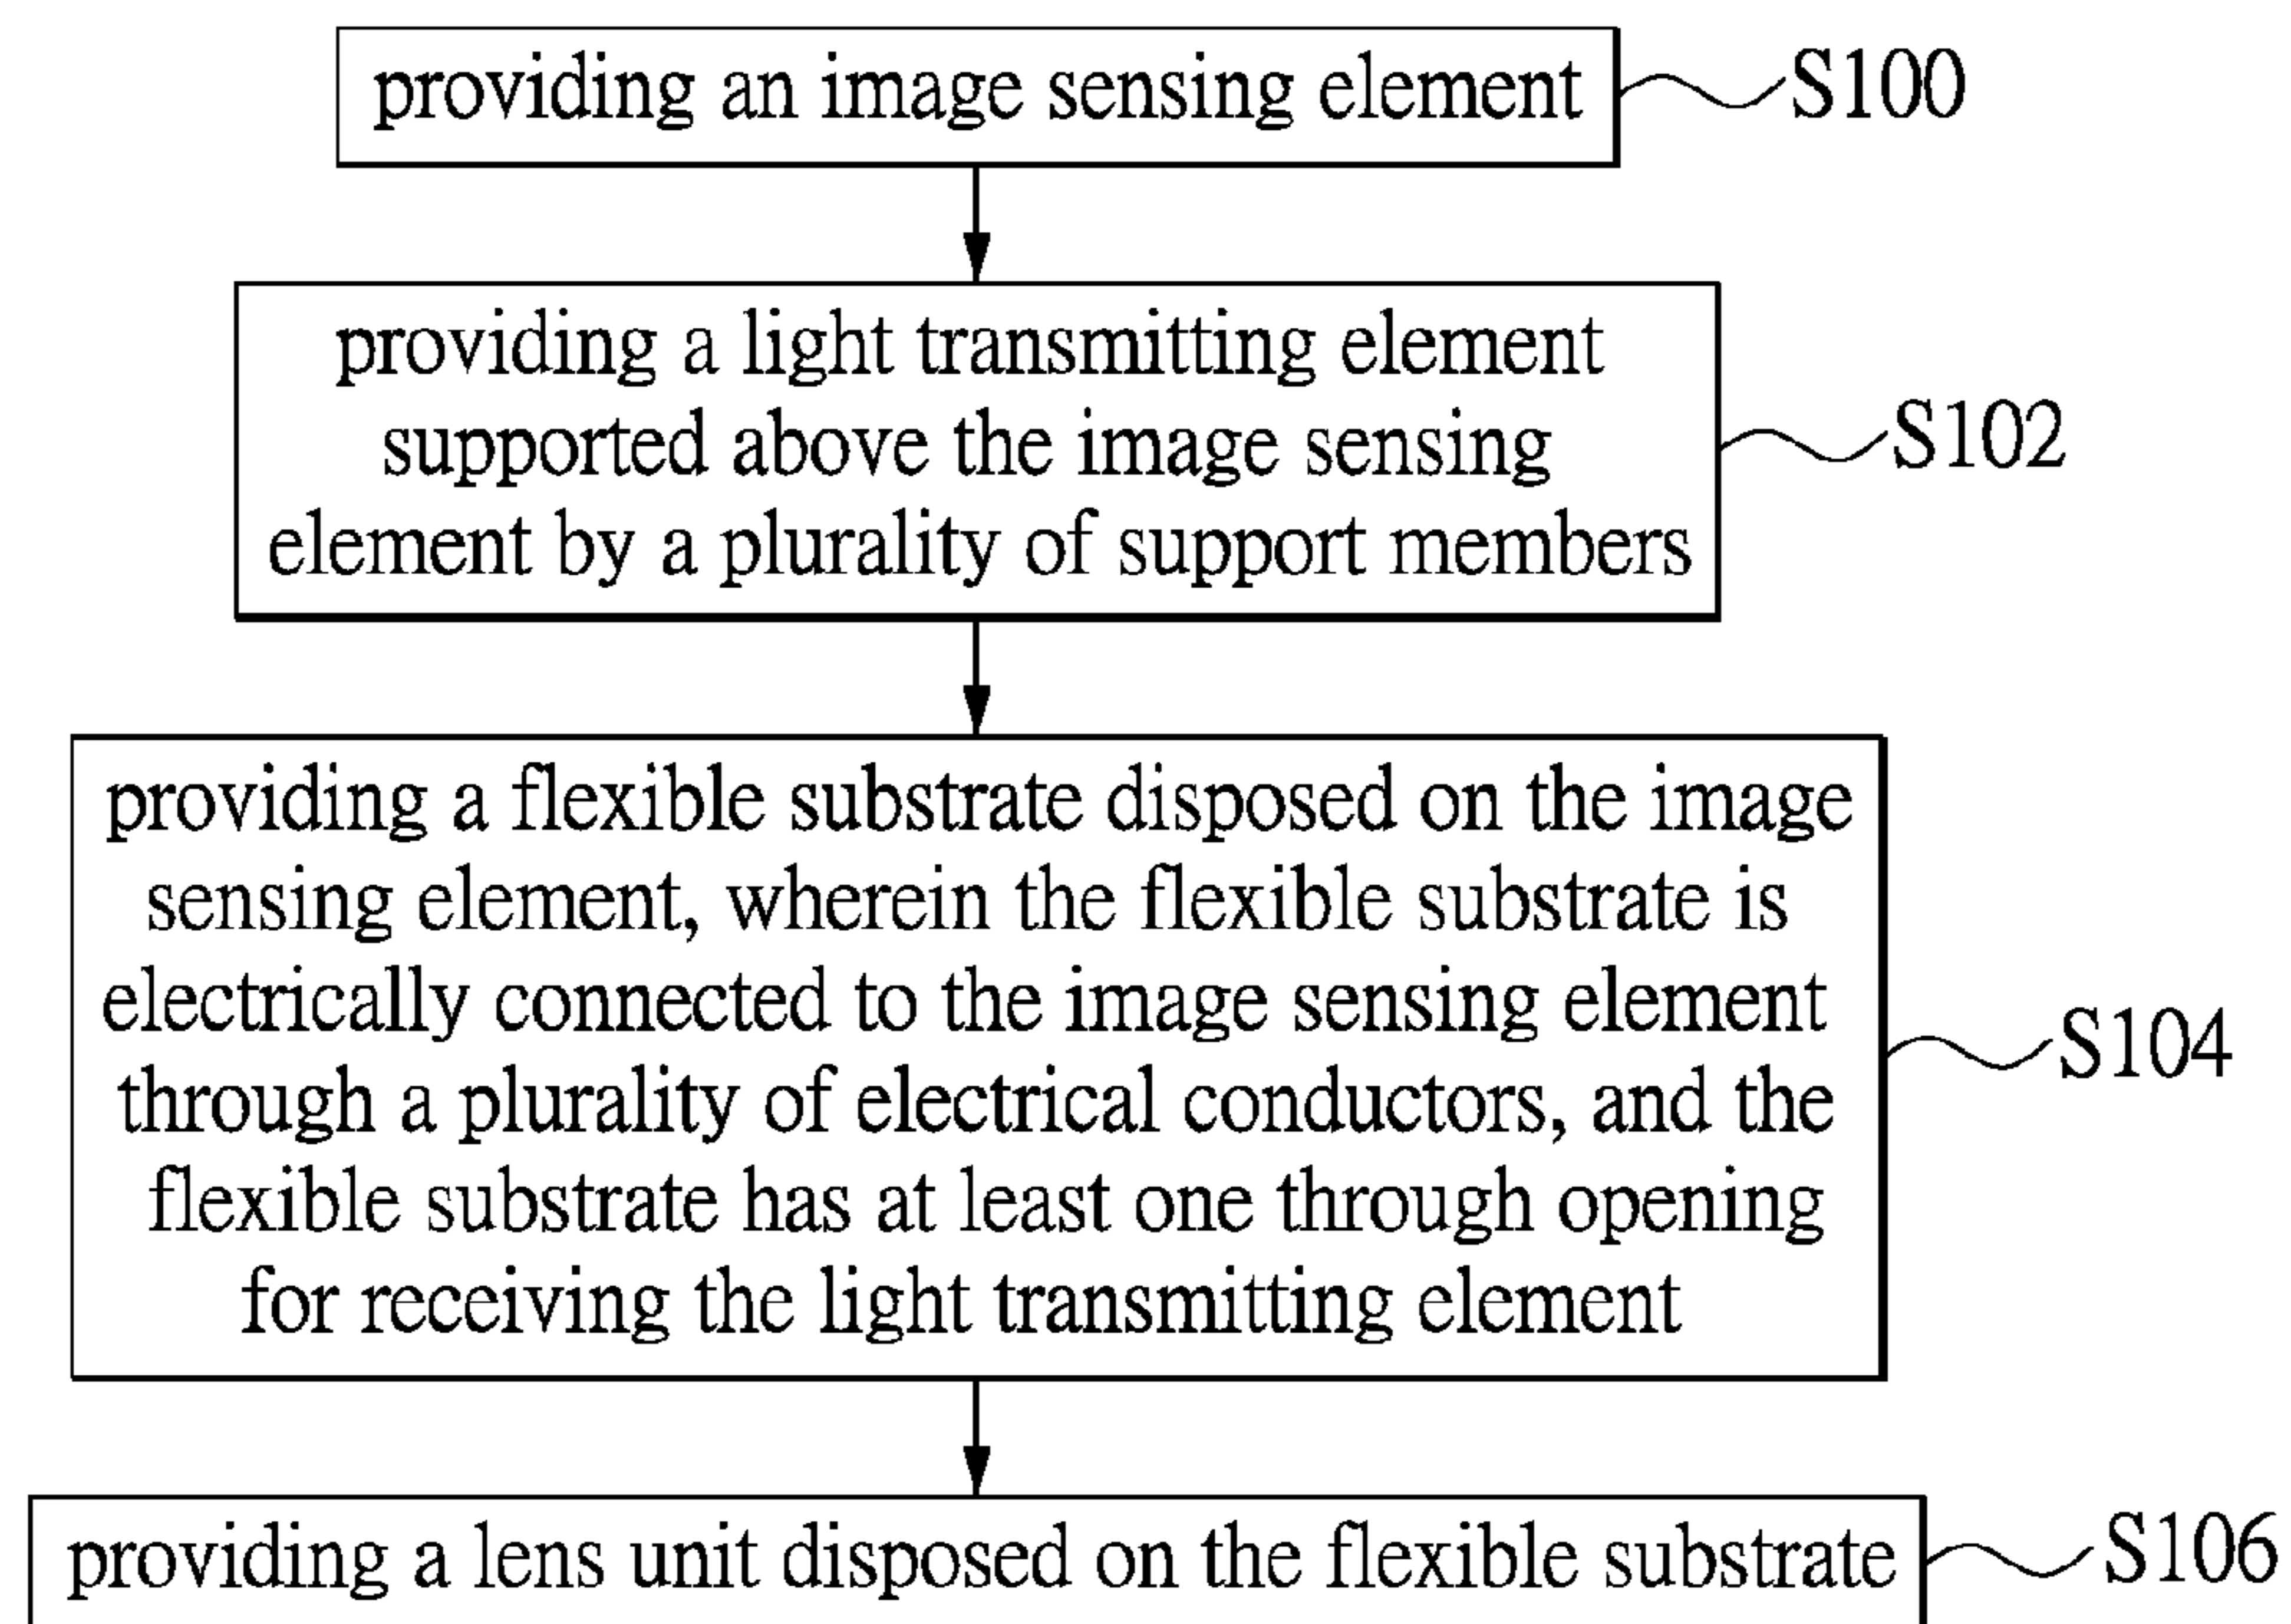 providing an image sensing element
S100
providing a light transmitting element
supported above the image sensing
element by a plurality of support members
S102
providing a flexible substrate disposed on the image
sensing element, wherein the flexible substrate is
electrically connected to the image sensing element
through a plurality of electrical conductors, and the
flexible substrate has at least one through opening
for receiving the light transmitting element
S104
providing a lens unit disposed on the flexible substrate
S106